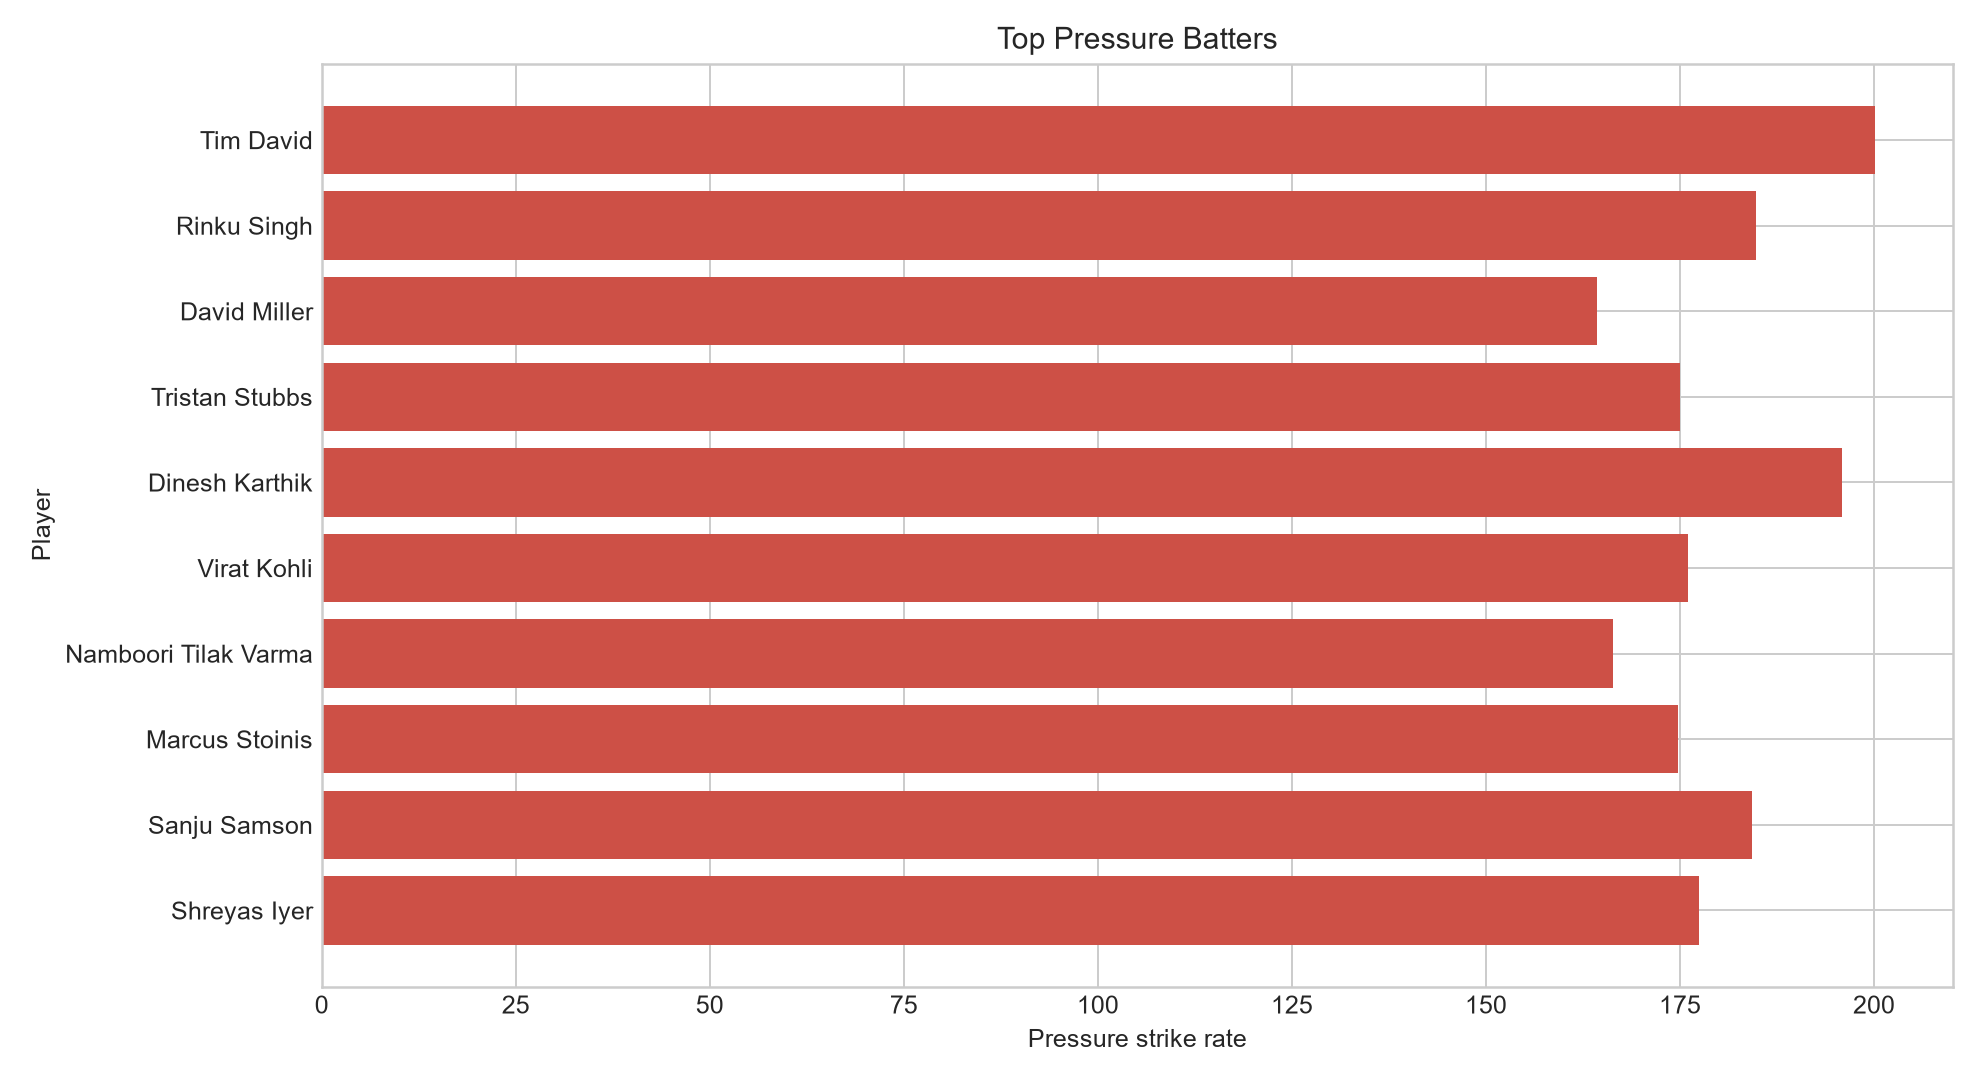 Top Pressure Batters
Player
Tim David
Rinku Singh
David Miller
Tristan Stubbs
Dinesh Karthik
Virat Kohli
Namboori Tilak Varma
Marcus Stoinis
Sanju Samson
Shreyas Iyer
0 25 50 75 100 125 150 175 200
Pressure strike rate